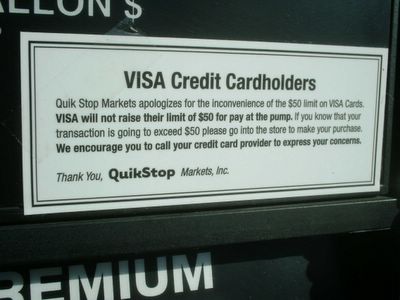 ALLON $
VISA Credit Cardholders
Quik Stop Markets apologizes for the inconvenience of the $50 limit on VISA Cards.
VISA will not raise their limit of $50 for pay at the pump. If you know that your
transaction is going to exceed $50 please go into the store to make your purchase.
We encourage you to call your credit card provider to express your concerns.
Thank You, QuikStop Markets, Inc.
REMIUM